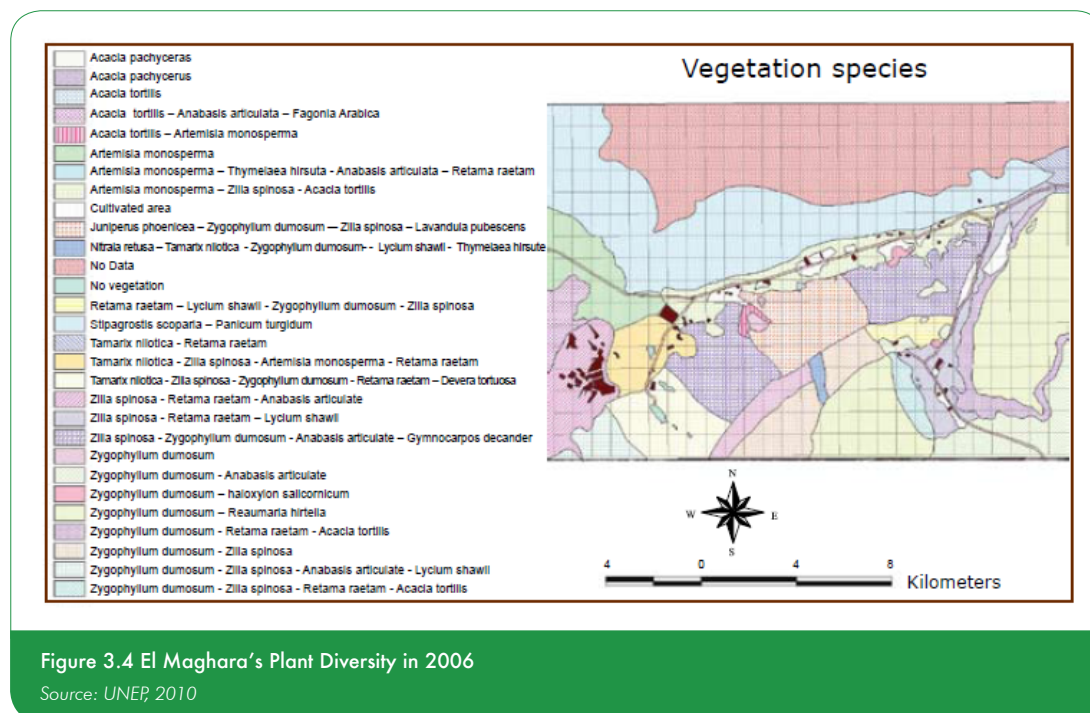 Acacia pachyceras
Acacia pachycerus
Acacia tortilis
Acacia tortilis – Anabasis articulata – Fagonia Arabica
Acacia tortilis – Artemisia monosperma
Artemisia monosperma
Artemisia monosperma – Thymelaea hirsuta - Anabasis articulata – Retama raetam
Artemisia monosperma – Zilla spinosa - Acacia tortilis
Cultivated area
Juniperus phoenicea – Zygophyllum dumosum — Zilla spinosa – Lavandula pubescens
Nitraia retusa – Tamarix nilotica - Zygophyllum dumosum- - Lycium shawii - Thymelaea hirsute
No Data
No vegetation
Retama raetam – Lycium shawii - Zygophyllum dumosum - Zilla spinosa
Stipagrostis scoparia – Panicum turgidum
Tamarix nilotica - Retama raetam
Tamarix nilotica - Zilla spinosa - Artemisia monosperma - Retama raetam
Tamarix nilotica - Zilla spinosa - Zygophyllum dumosum - Retama raetam – Devera tortuosa
Zilla spinosa - Retama raetam - Anabasis articulate
Zilla spinosa - Retama raetam – Lycium shawii
Zilla spinosa - Zygophyllum dumosum - Anabasis articulate – Gymnocarpos decander
Zygophyllum dumosum
Zygophyllum dumosum - Anabasis articulate
Zygophyllum dumosum – haloxylon salicornicum
Zygophyllum dumosum - Reaumaria hirtella
Zygophyllum dumosum - Retama raetam - Acacia tortilis
Zygophyllum dumosum - Zilla spinosa
Zygophyllum dumosum - Zilla spinosa - Anabasis articulate - Lycium shawii
Zygophyllum dumosum - Zilla spinosa - Retama raetam - Acacia tortilis
Vegetation species
N
W E
S
4 0 4 8
Kilometers
Figure 3.4 El Maghara's Plant Diversity in 2006
Source: UNEP, 2010